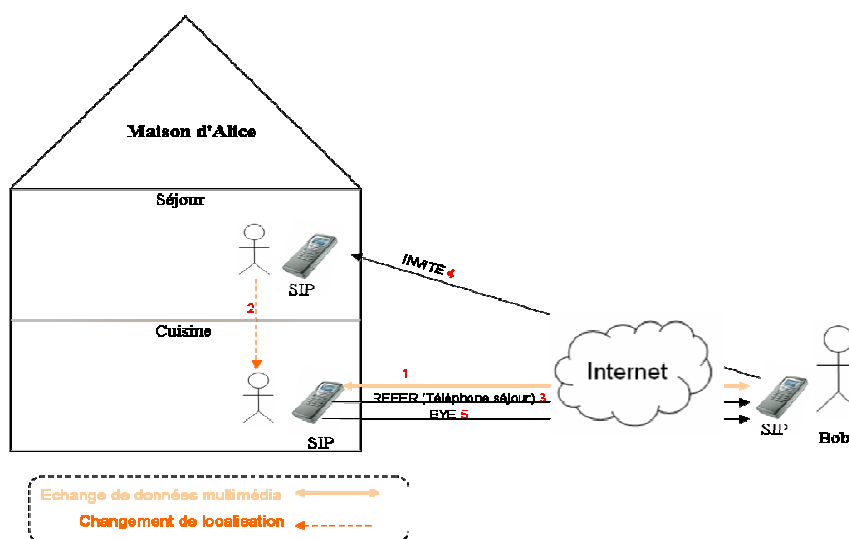 Maison d'Alice
Séjour
INVITE 4
SIP
2
Cuisine
Internet
1
REFER (Téléphone séjour) 3
BYE 5
SIP
SIP
Bob
Echange de données multimédia
Changement de localisation